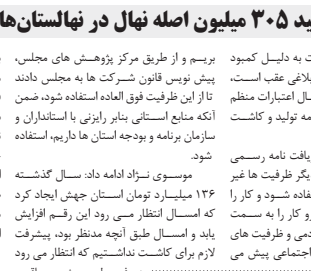 ید ۳۰۵ میلیون اصله نهال در نهالستان‌ها
بریم و از طریق مرکز پژوهش های مجلس،
پیش نویس قانون شرکت ها به مجلس دادند
تا از این ظرفیت فوق العاده استفاده شود، ضمن
آنکه منابع استانی بنابر رایزنی با استانداران و
سازمان برنامه و بودجه استان ها داریم، استفاده
شود.
موسوی نژاد ادامه داد: سال گذشته
۱۳۶ میلیارد تومان استان جهش ایجاد کرد
که امسال انتظار می رود این رقم افزایش
یابد و امسال طبق آنچه مدنظر بود، پیشرفت
لازم برای کاشت نداشتیم که انتظار می رود
ت به دلیل کمبود
بلاغی عقب است،
ال اعتبارات منظم
مه تولید و کاشت
یافت نامه رسمی
یگر ظرفیت ها غیر
فاده شود و کار را
و کار را به سمت
دمی و ظرفیت های
اجتماعی پیش می